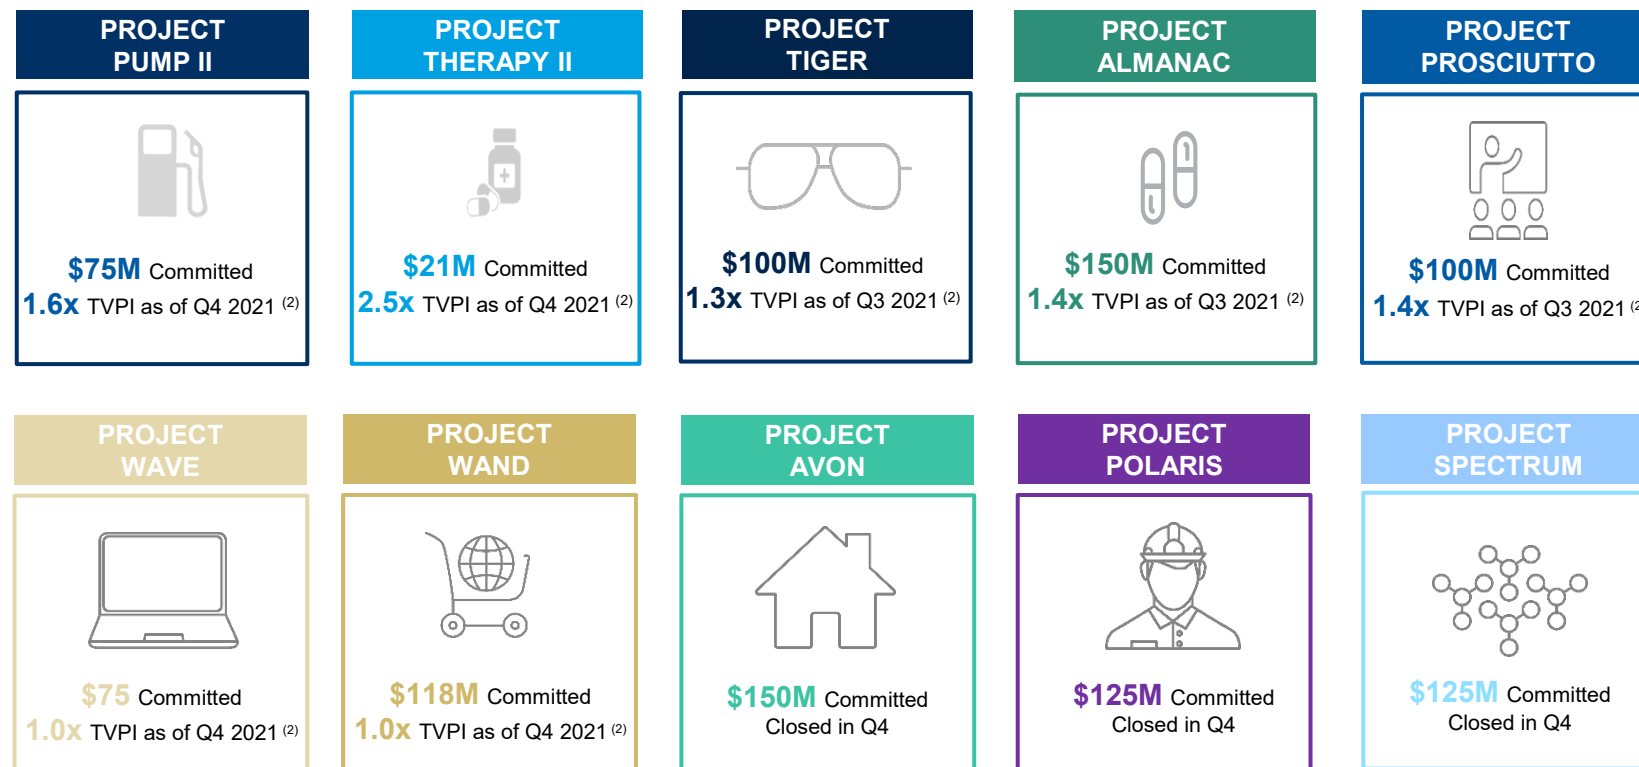 PROJECT
PUMP II
$75M Committed
1.6x TVPI as of Q4 2021 (2)
PROJECT
THERAPY II
$21M Committed
2.5x TVPI as of Q4 2021 (2)
PROJECT
TIGER
$100M Committed
1.3x TVPI as of Q3 2021 (2)
PROJECT
ALMANAC
$150M Committed
1.4x TVPI as of Q3 2021 (2)
PROJECT
PROSCIUTTO
$100M Committed
1.4x TVPI as of Q3 2021 (2
PROJECT
WAVE
$75 Committed
1.0x TVPI as of Q4 2021 (2)
PROJECT
WAND
$118M Committed
1.0x TVPI as of Q4 2021 (2)
PROJECT
AVON
$150M Committed
Closed in Q4
PROJECT
POLARIS
$125M Committed
Closed in Q4
PROJECT
SPECTRUM
$125M Committed
Closed in Q4